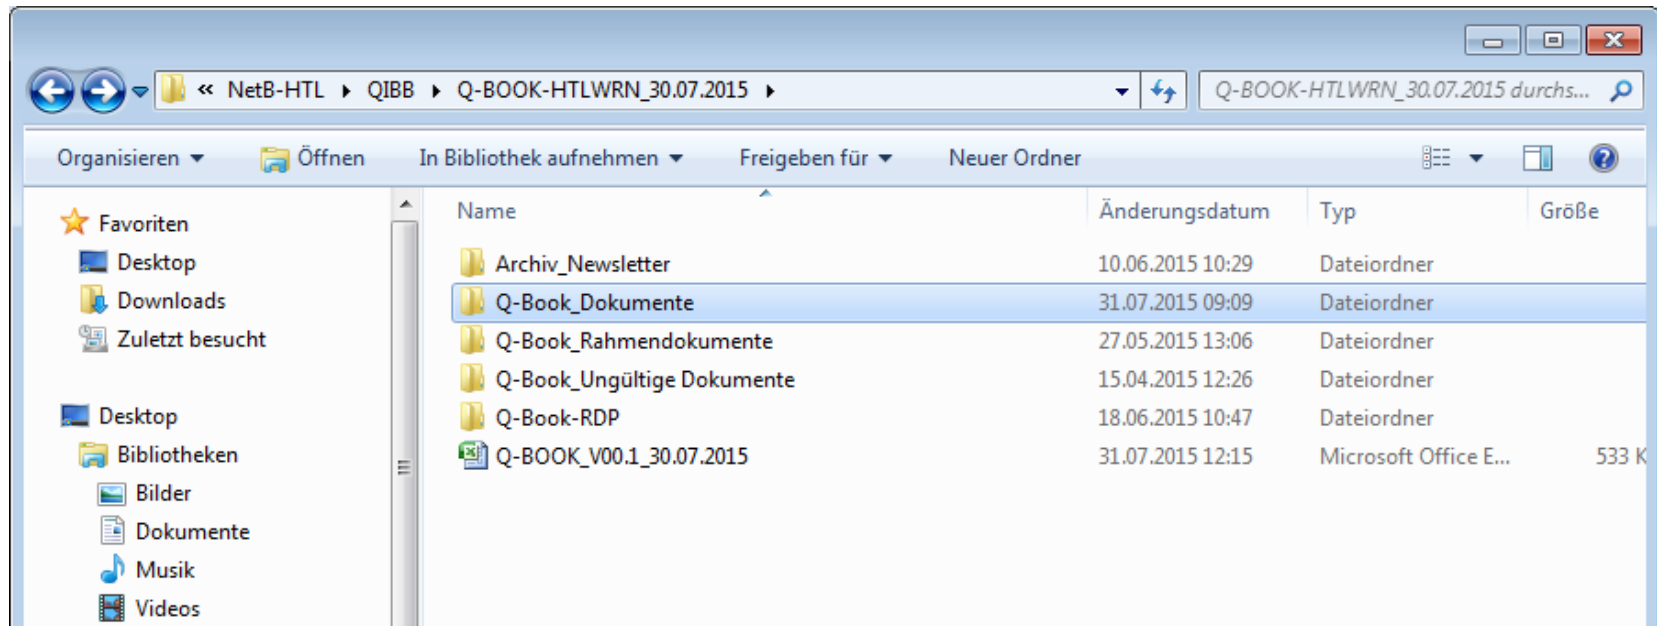 « NetB-HTL ▸ QIBB ▸ Q-BOOK-HTLWRN_30.07.2015 ▸ Q-BOOK-HTLWRN_30.07.2015 durchs...
Organisieren Öffnen In Bibliothek aufnehmen Freigeben für Neuer Ordner
Name Änderungsdatum Typ Größe
Favoriten
Desktop
Downloads
Zuletzt besucht
Desktop
Bibliotheken
Bilder
Dokumente
Musik
Videos
Archiv_Newsletter 10.06.2015 10:29 Dateiordner
Q-Book_Dokumente 31.07.2015 09:09 Dateiordner
Q-Book_Rahmendokumente 27.05.2015 13:06 Dateiordner
Q-Book_Ungültige Dokumente 15.04.2015 12:26 Dateiordner
Q-Book-RDP 18.06.2015 10:47 Dateiordner
Q-BOOK_V00.1_30.07.2015 31.07.2015 12:15 Microsoft Office E... 533 K